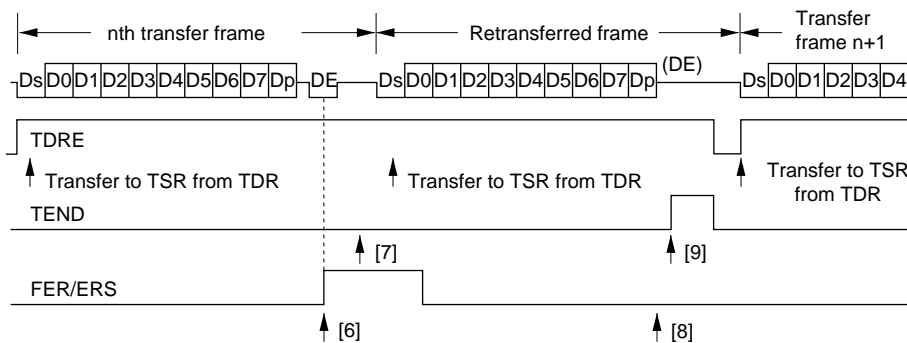 nth transfer frame
Retransferred frame
Transfer
frame n+1
Ds D0 D1 D2 D3 D4 D5 D6 D7 Dp DE
Ds D0 D1 D2 D3 D4 D5 D6 D7 Dp (DE)
Ds D0 D1 D2 D3 D4
TDRE
Transfer to TSR from TDR
Transfer to TSR from TDR
Transfer to TSR
from TDR
TEND
[7]
[9]
FER/ERS
[6]
[8]